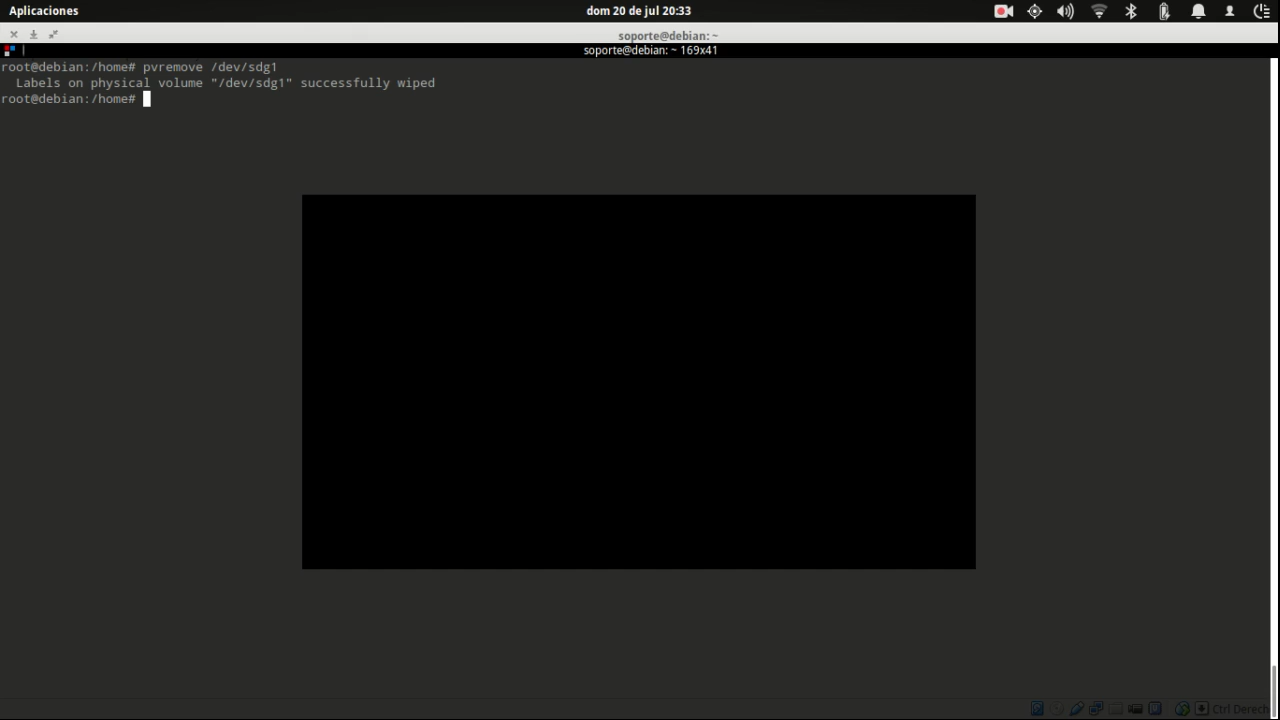 Aplicaciones
dom 20 de jul 20:33
soporte@debian: ~
soporte@debian: ~ 169x41
root@debian:/home# pvremove /dev/sdg1
Labels on physical volume "/dev/sdg1" successfully wiped
root@debian:/home#
Ctrl Derech